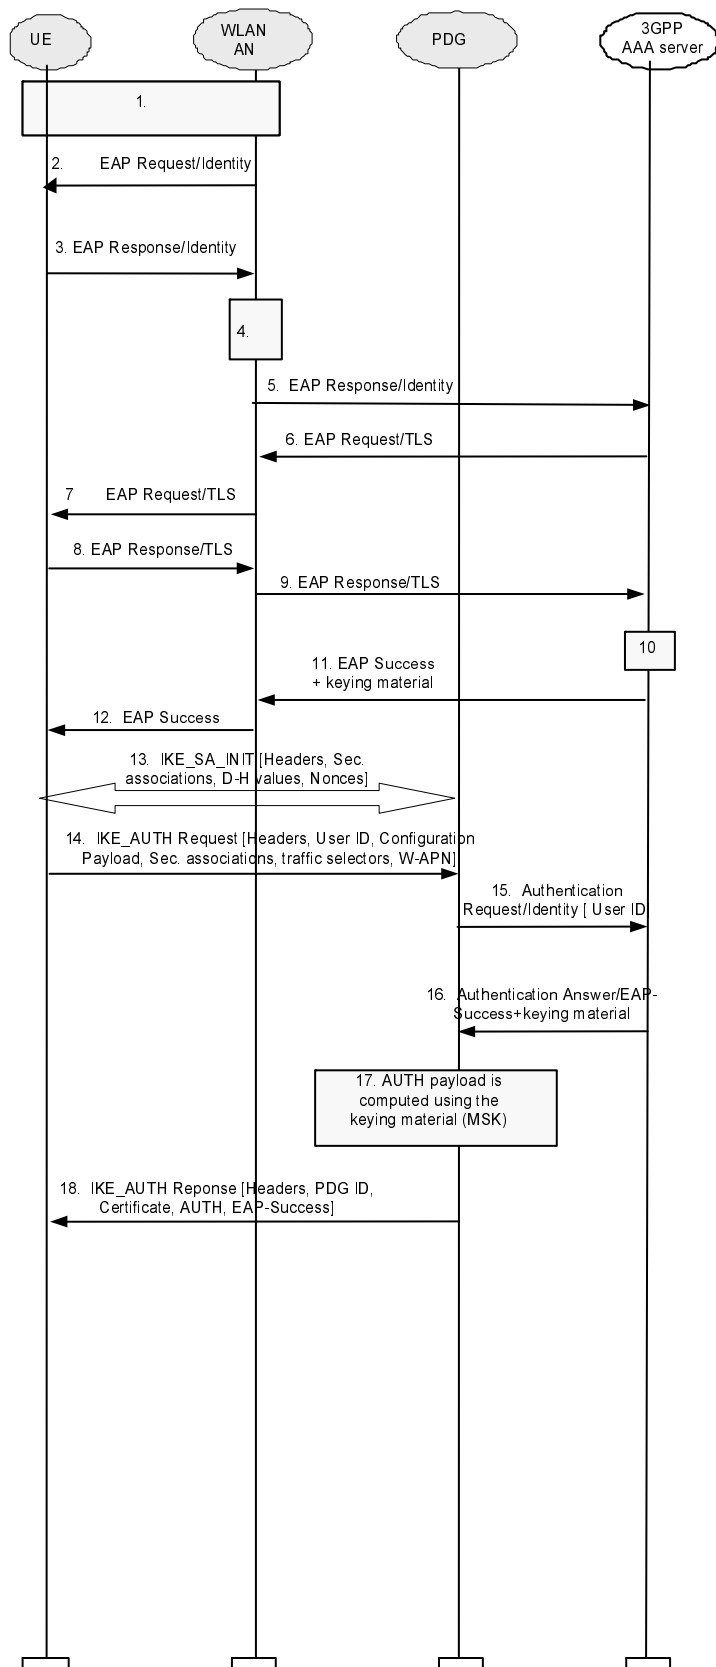 UE
WLAN
AN
PDG
3GPP
AAA server
1.
2. EAP Request/Identity
3. EAP Response/Identity
4.
5. EAP Response/Identity
6. EAP Request/TLS
7 EAP Request/TLS
8. EAP Response/TLS
9. EAP Response/TLS
10
11. EAP Success
+ keying material
12. EAP Success
13. IKE_SA_INIT [Headers, Sec.
associations, D-H values, Nonces]
14. IKE_AUTH Request [Headers, User ID, Configuration
Payload, Sec. associations, traffic selectors, W-APN]
15. Authentication
Request/Identity [ User ID
16. Authentication Answer/EAP-
Success+keying material
17. AUTH payload is
computed using the
keying material (MSK)
18. IKE_AUTH Reponse [Headers, PDG ID,
Certificate, AUTH, EAP-Success]